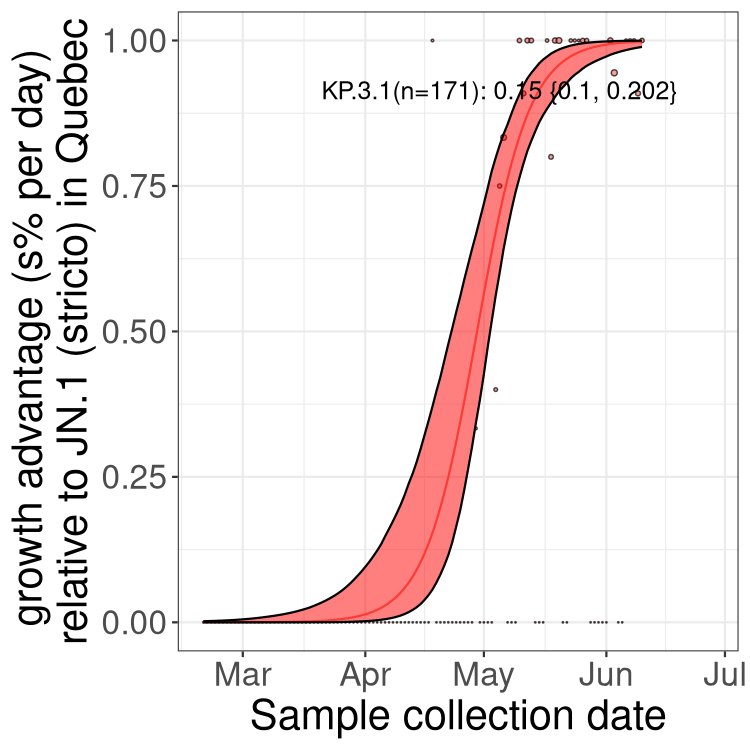 growth advantage (s% per day)
relative to JN.1 (stricto) in Quebec
1.00
0.75
0.50
0.25
0.00
KP.3.1(n=171): 0.15 {0.1, 0.202}
Mar Apr May Jun Jul
Sample collection date